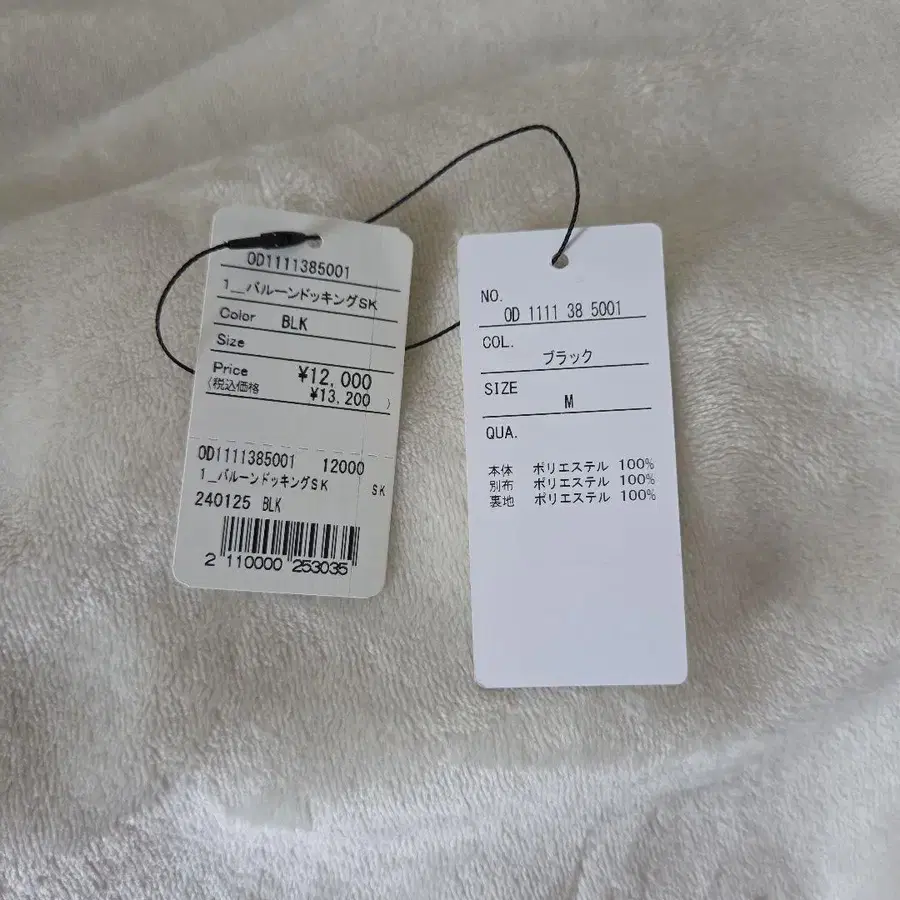 OD1111385001
1_バルーンドッキングSK
Color BLK
Size
Price ¥12,000
(税込価格 ¥13,200 )
OD1111385001 12000
1_バルーンドッキングSK SK
240125 BLK
2 110000 253035
NO. OD 1111 38 5001
COL. ブラック
SIZE M
QUA.
本体 ポリエステル 100%
別布 ポリエステル 100%
裏地 ポリエステル 100%